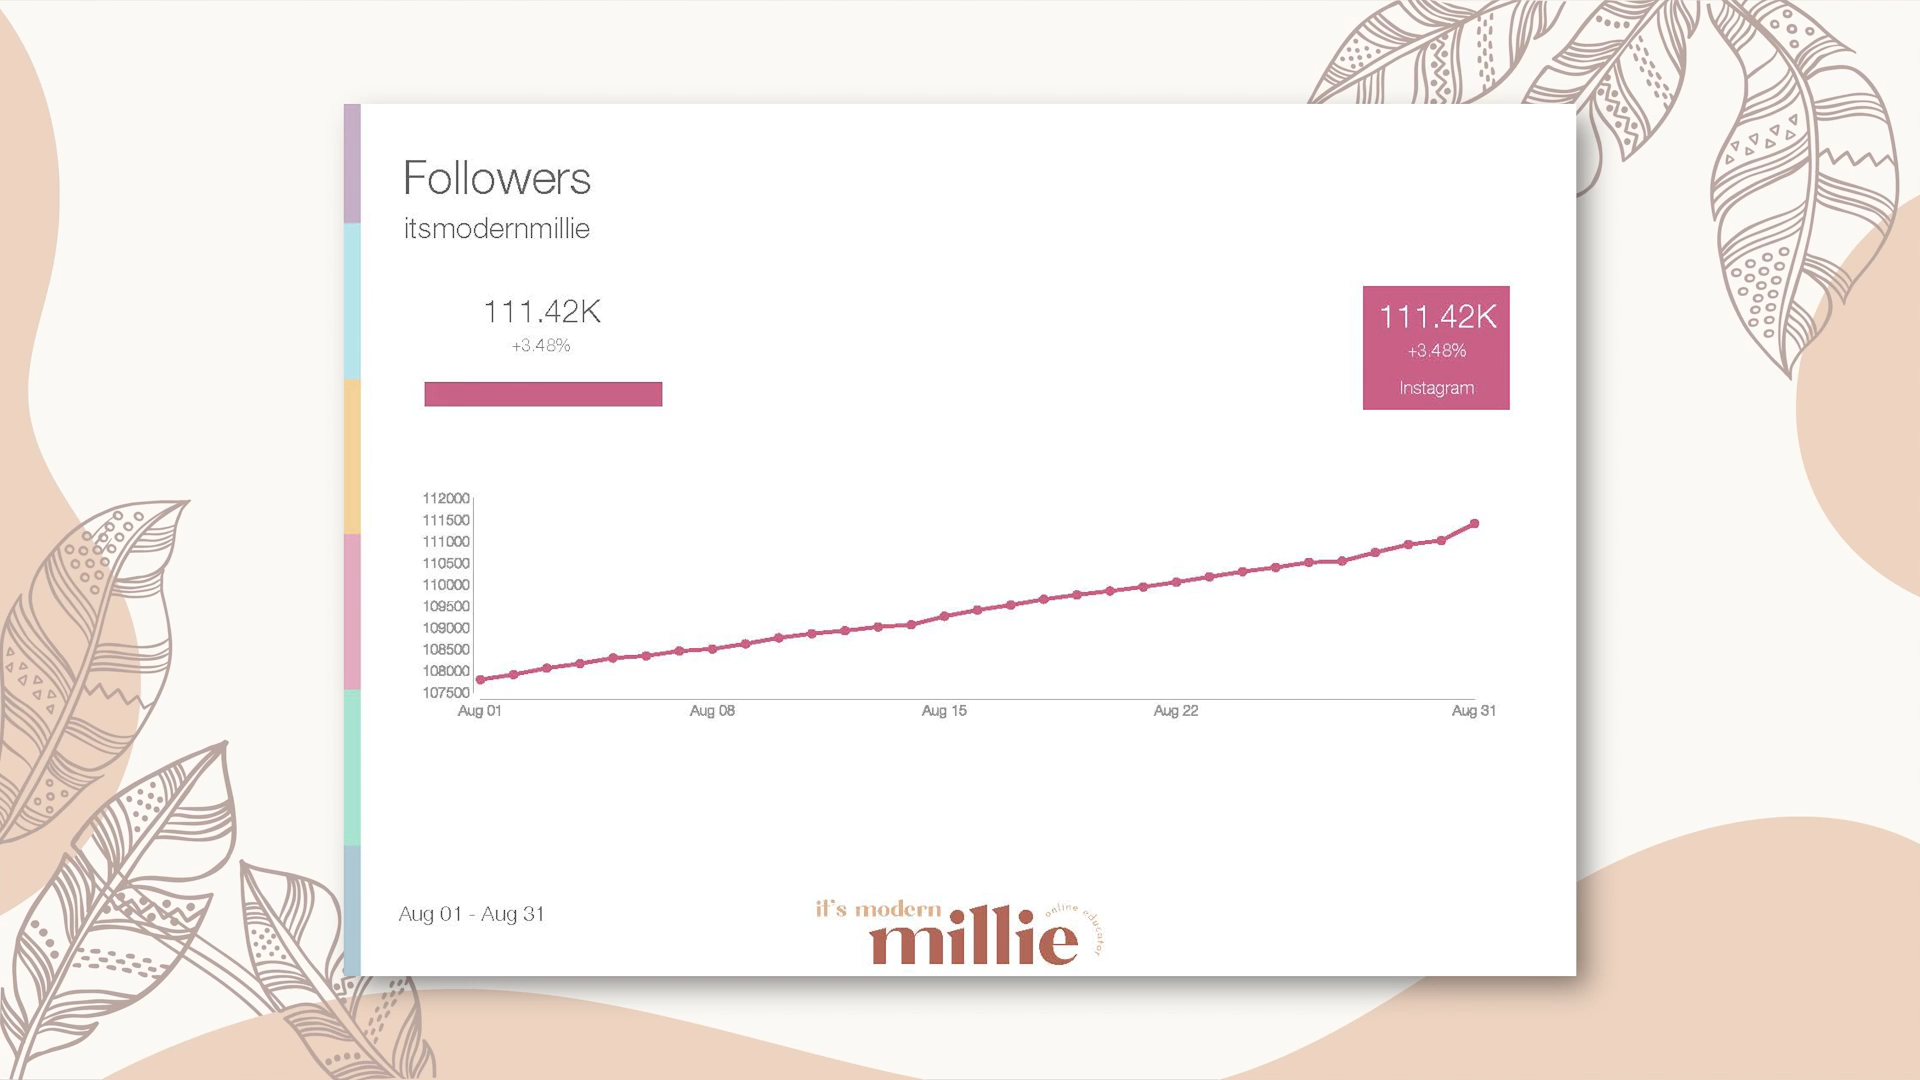 Followers
itsmodernmillie
111.42K
+3.48%
111.42K
+3.48%
Instagram
112000
111500
111000
110500
110000
109500
109000
108500
108000
107500
Aug 01
Aug 08
Aug 15
Aug 22
Aug 31
Aug 01 - Aug 31
it's modern
millie
online educator